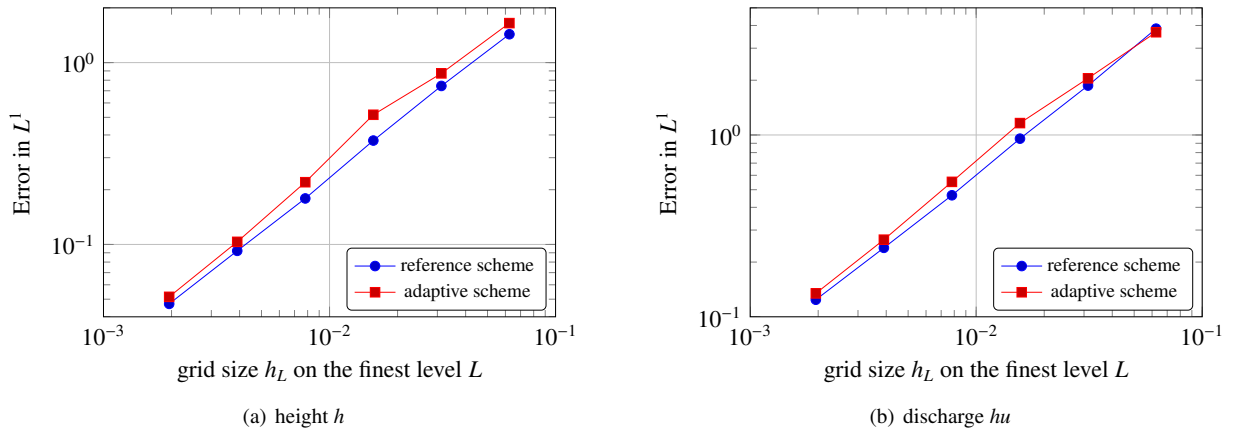 10^0
10^-1
Error in L^1
10^-3
10^-2
10^-1
grid size h_L on the finest level L
reference scheme
adaptive scheme
(a) height h
10^0
10^-1
Error in L^1
10^-3
10^-2
10^-1
grid size h_L on the finest level L
reference scheme
adaptive scheme
(b) discharge hu